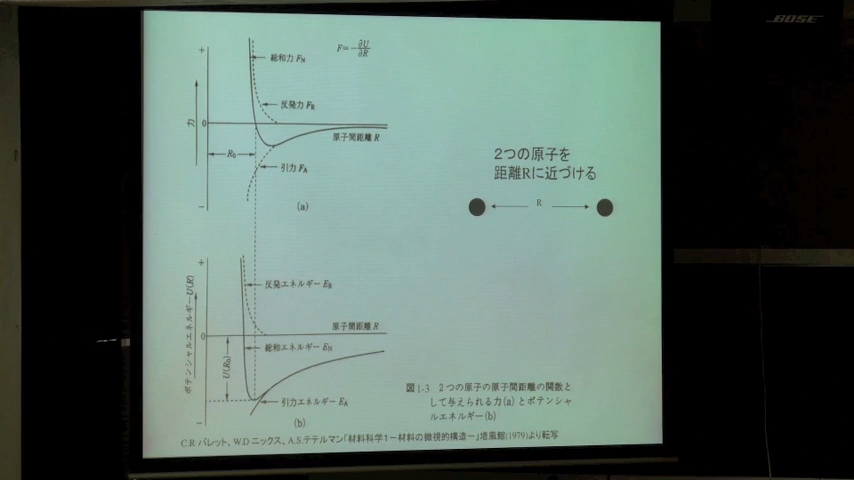 BOSE
F=-∂U/∂R
+
総和力 FN
反発力 FR
力
0
原子間距離 R
R0
引力 FA
-
(a)
2つの原子を
距離Rに近づける
R
+
反発エネルギー ER
ポテンシャルエネルギー U(R)
原子間距離 R
0
総和エネルギー EN
U(R0)
引力エネルギー EA
-
(b)
図1-3 2つの原子の原子間距離の関数と
して与えられる力(a)とポテンシャ
ルエネルギー(b)
C.R バレット、W.D ニックス、A.S.テテルマン「材料科学1-材料の微視的構造-」培風館(1979)より転写